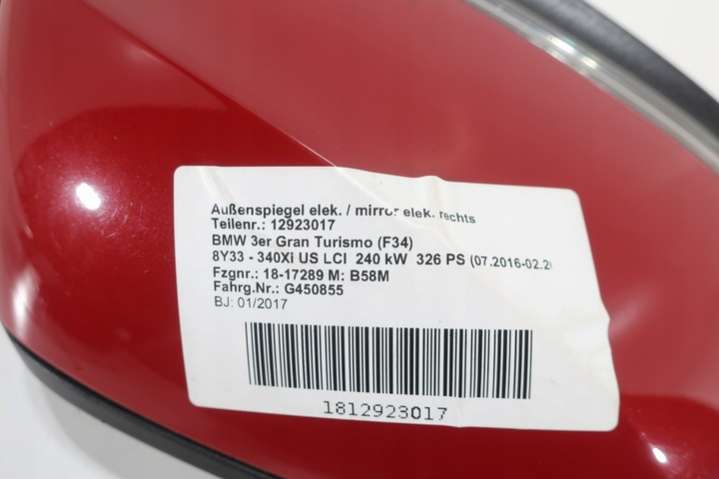 Außenspiegel elek. / mirror elek. rechts
Teilenr.: 12923017
BMW 3er Gran Turismo (F34)
8Y33 - 340Xi US LCI 240 kW 326 PS (07.2016-02.20
Fzgnr.: 18-17289 M: B58M
Fahrg.Nr.: G450855
BJ: 01/2017
1812923017